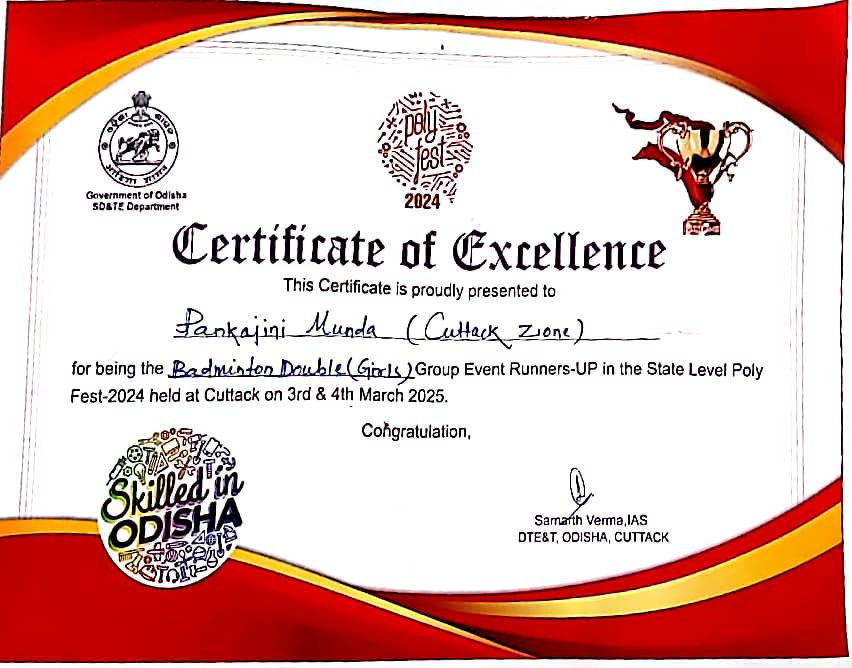 Government of Odisha
SD&TE Department
poly
fest
2024
Certificate of Excellence
This Certificate is proudly presented to
Pankajini Munda (Cuttack Zione)
for being the Badminton Double (Girls) Group Event Runners-UP in the State Level Poly
Fest-2024 held at Cuttack on 3rd & 4th March 2025.
Congratulation,
Skilled in
ODISHA
Samarth Verma,IAS
DTE&T, ODISHA, CUTTACK